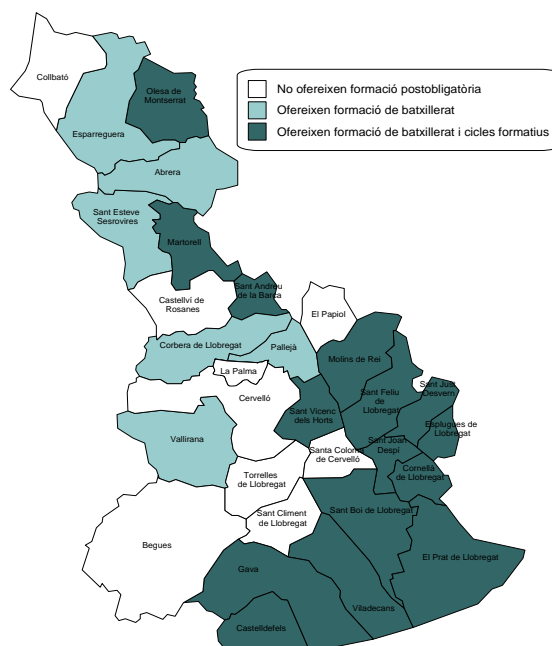 Collbató
Olesa de
Montserrat
Esparreguera
No ofereixen formació postobligatòria
Ofereixen formació de batxillerat
Ofereixen formació de batxillerat i cicles formatius
Abrera
Sant Esteve
Sesrovires
Martorell
Castellví de
Rosanes
Sant Andreu
de la Barca
El Papiol
Corbera de Llobregat
Pallejà
Molins de Rei
La Palma
Cervelló
Sant Vicenc
dels Horts
Sant Feliu
de
Llobregat
Sant Just
Desvern
Esplugues de
Llobregat
Vallirana
Santa Coloma
de Cervelló
Sant Joan
Despí
Cornellà
de Llobregat
Torrelles de
Llobregat
Sant Climent
de Llobregat
Sant Boi de Llobregat
Begues
El Prat de Llobregat
Gava
Viladecans
Castelldefels